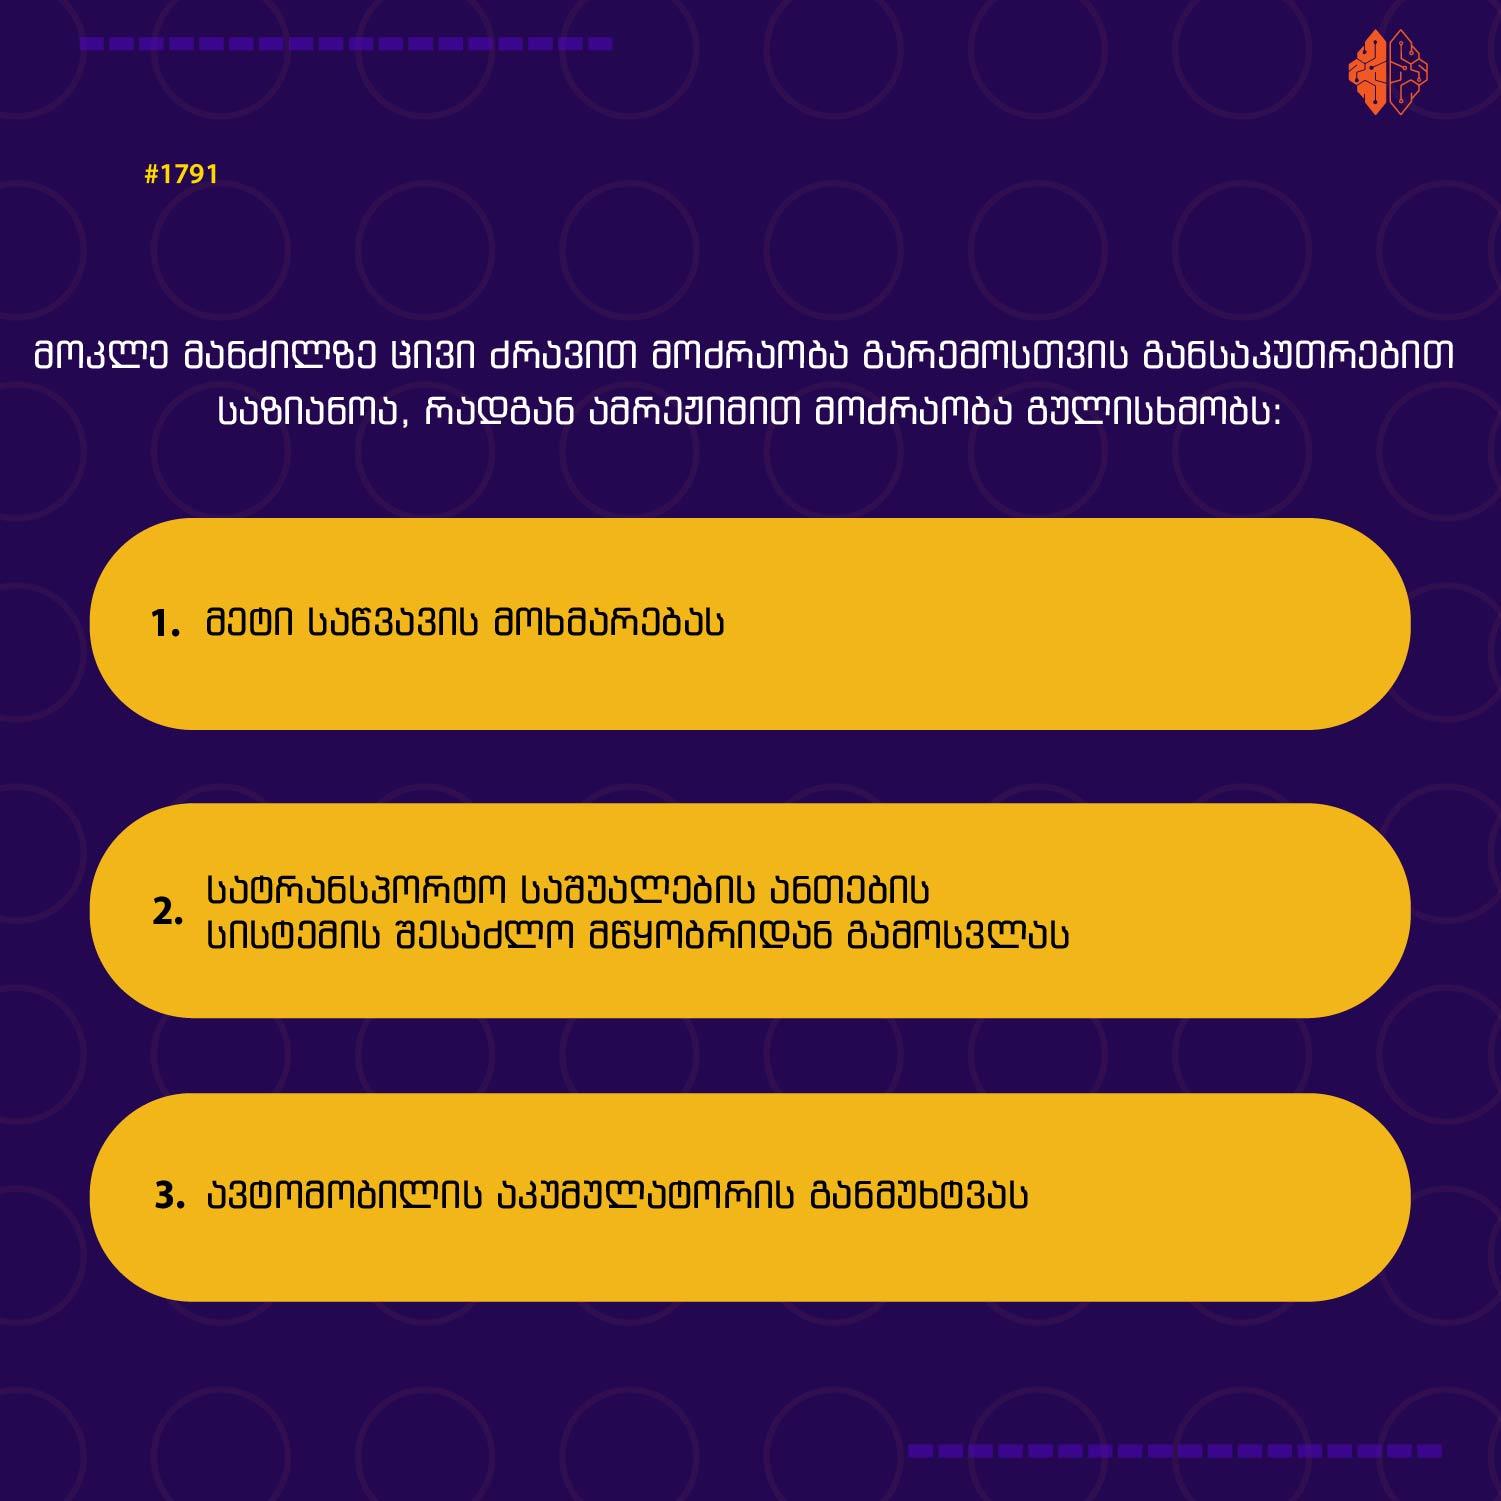 #1791
მოკლე მანძილზე ცივი ძრავით მოძრაობა გარემოსთვის განსაკუთრებით
საზიანოა, რადგან ამრეჟიმით მოძრაობა გულისხმობს:
1. მეტი საწვავის მოხმარებას
2. სატრანსპორტო საშუალების ანთების
სისტემის შესაძლო მწყობრიდან გამოსვლას
3. ავტომობილის აკუმულატორის განმუხტვას